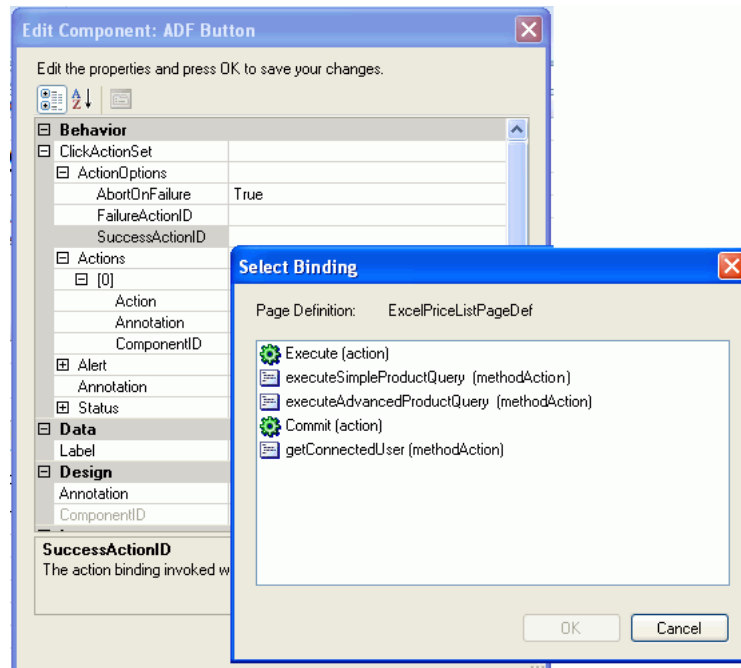 Edit Component: ADF Button
Edit the properties and press OK to save your changes.
Behavior
ClickActionSet
ActionOptions
AbortOnFailure True
FailureActionID
SuccessActionID
Actions
[0]
Action
Annotation
ComponentID
Alert
Annotation
Status
Data
Label
Design
Annotation
ComponentID
SuccessActionID
The action binding invoked w
Select Binding
Page Definition: ExcelPriceListPageDef
Execute (action)
executeSimpleProductQuery (methodAction)
executeAdvancedProductQuery (methodAction)
Commit (action)
getConnectedUser (methodAction)
OK Cancel